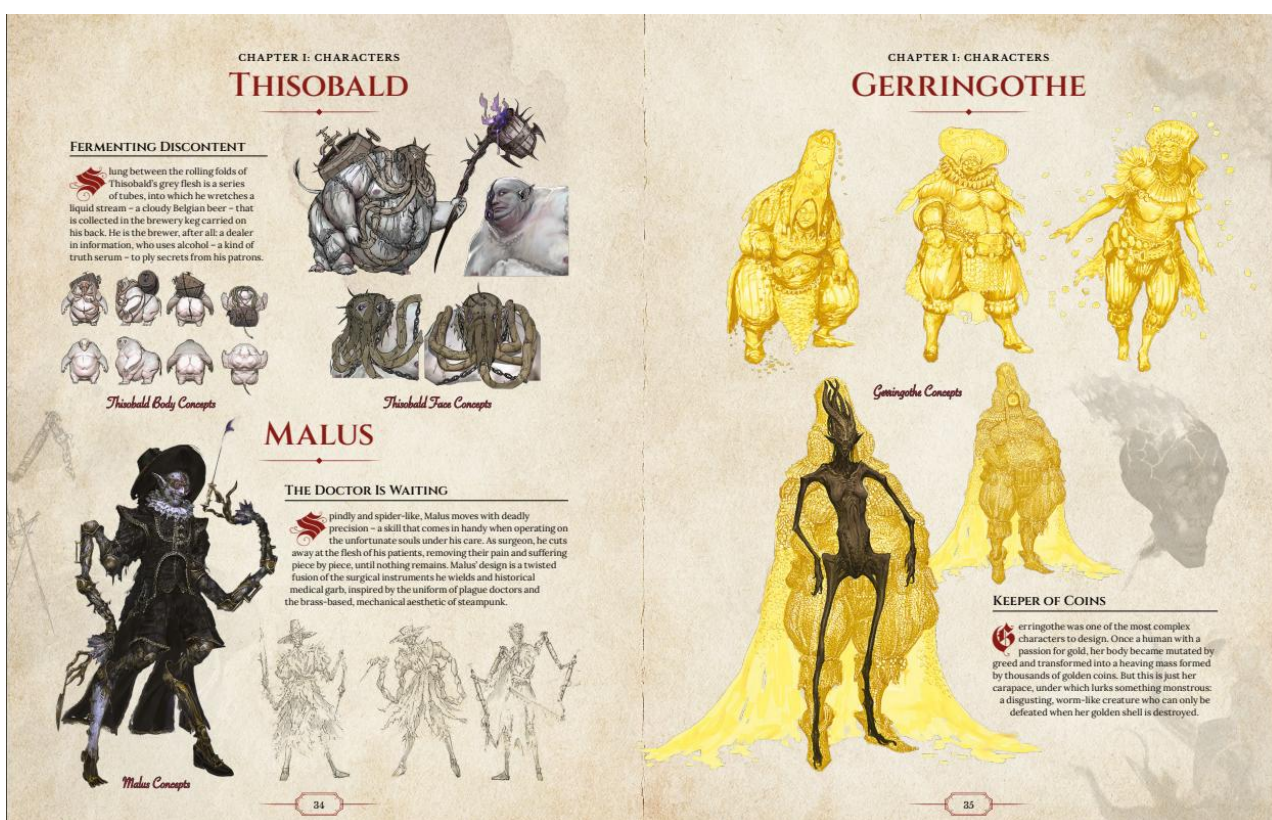 CHAPTER I: CHARACTERS
THISOBALD
FERMENTING DISCONTENT
Slung between the rolling folds of
Thisobald's grey flesh is a series
of tubes, into which he wretches a
liquid stream – a cloudy Belgian beer – that
is collected in the brewery keg carried on
his back. He is the brewer, after all: a dealer
in information, who uses alcohol – a kind of
truth serum – to ply secrets from his patrons.
Thisobald Body Concepts
Thisobald Face Concepts
MALUS
THE DOCTOR IS WAITING
Spindly and spider-like, Malus moves with deadly
precision – a skill that comes in handy when operating on
the unfortunate souls under his care. As surgeon, he cuts
away at the flesh of his patients, removing their pain and suffering
piece by piece, until nothing remains. Malus' design is a twisted
fusion of the surgical instruments he wields and historical
medical garb, inspired by the uniform of plague doctors and
the brass-based, mechanical aesthetic of steampunk.
Malus Concepts
34
CHAPTER I: CHARACTERS
GERRINGOTHE
Gerringothe Concepts
KEEPER OF COINS
Gerringothe was one of the most complex
characters to design. Once a human with a
passion for gold, her body became mutated by
greed and transformed into a heaving mass formed
by thousands of golden coins. But this is just her
carapace, under which lurks something monstrous:
a disgusting, worm-like creature who can only be
defeated when her golden shell is destroyed.
35